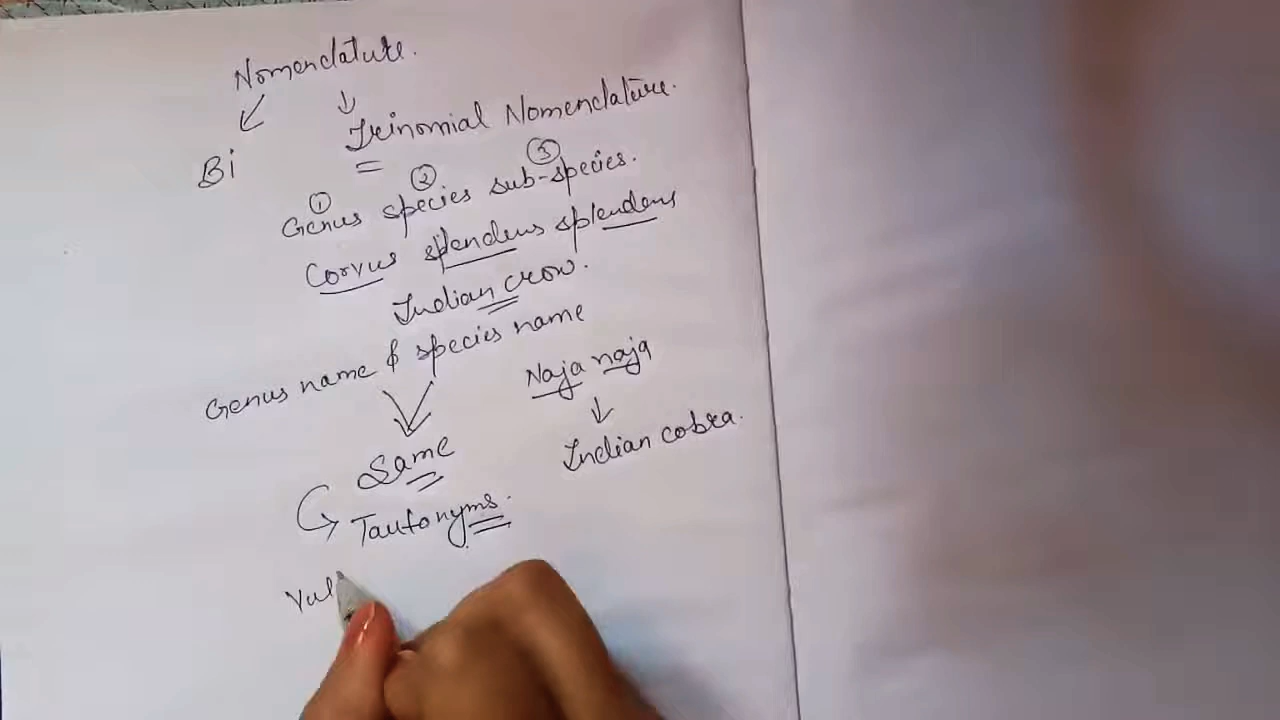 Nomenclature.
Bi
Trinomial Nomenclature.
① ② ③
Genus species sub-species.
Corvus splendens splendens
Indian crow.
Genus name & species name
Same
Tautonyms.
Naja naja
Indian cobra.
Vul